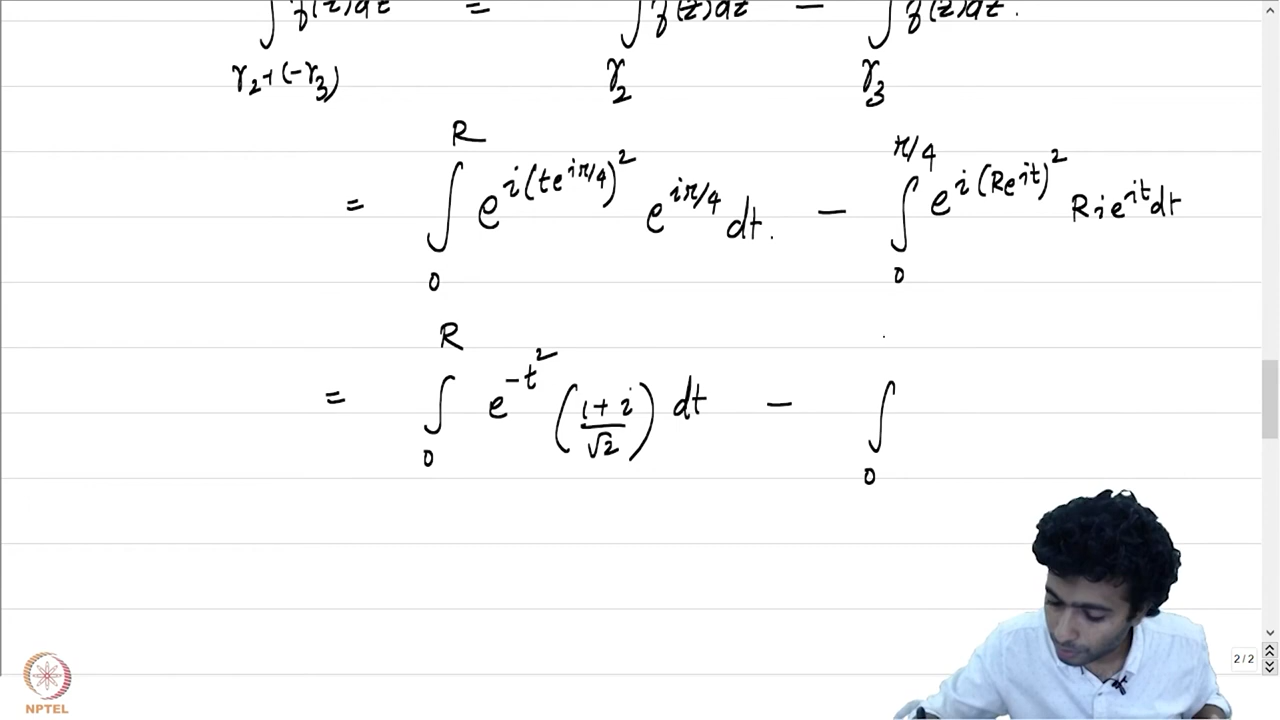 ∫ f(z)dz = ∫ f(z)dz − ∫ f(z)dz.
γ₂+(−γ₃) γ₂ γ₃
= ∫₀^R e^{i(te^{iπ/4})²} e^{iπ/4} dt. − ∫₀^{π/4} e^{i(Re^{it})²} Rie^{it}dt
= ∫₀^R e^{−t²} ((1+i)/√2) dt − ∫₀
2/2
NPTEL